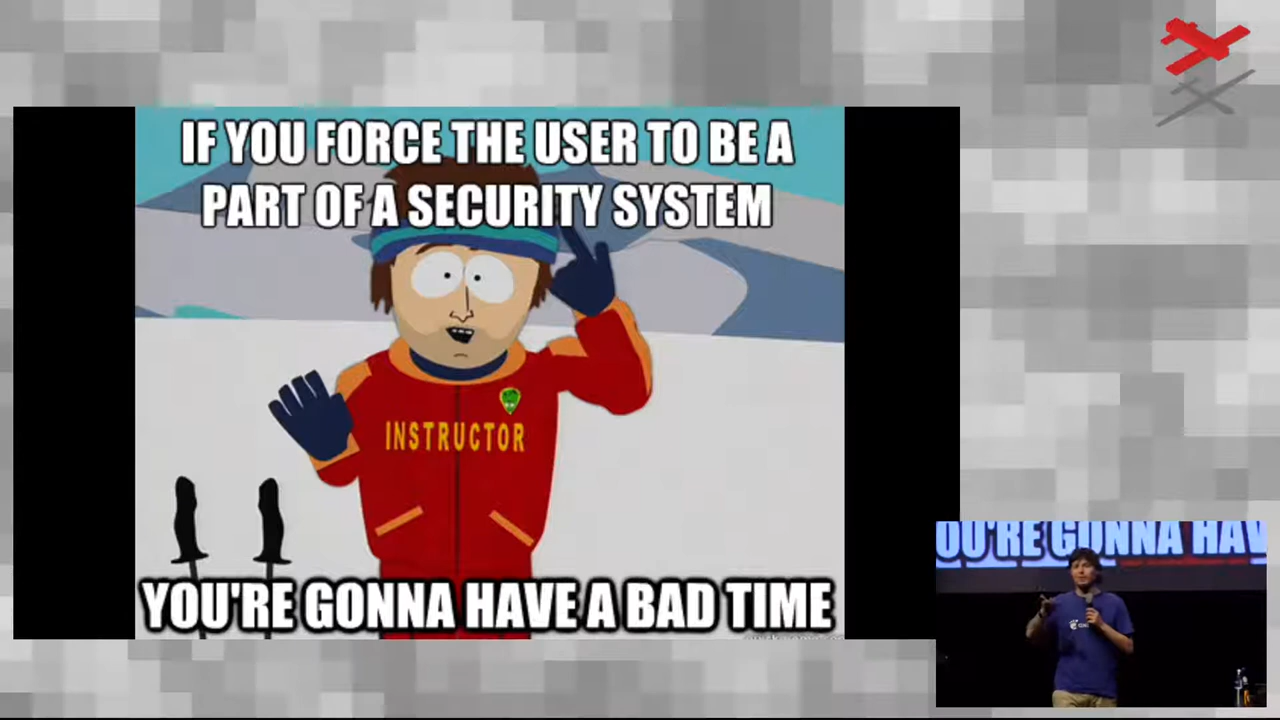 IF YOU FORCE THE USER TO BE A
PART OF A SECURITY SYSTEM
INSTRUCTOR
YOU'RE GONNA HAVE A BAD TIME
OU'RE GONNA HAV